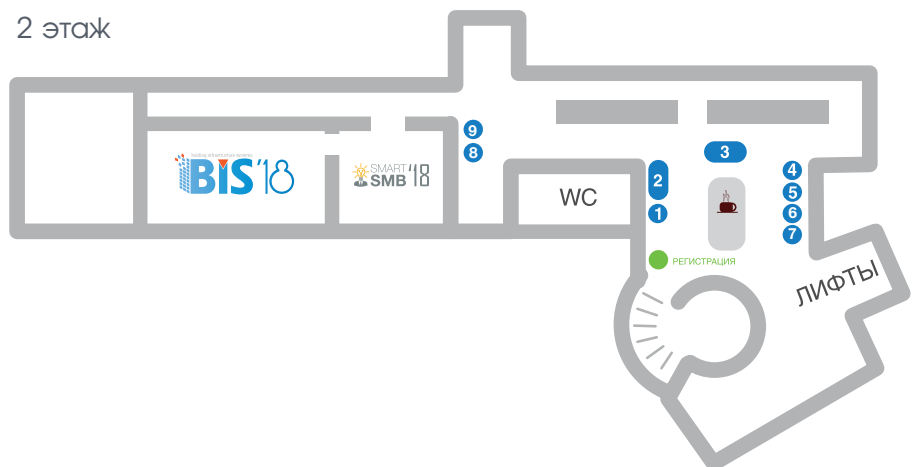 2 этаж
9
8
BIS'18
SMART
SMB '18
WC
3
2
1
4
5
6
7
РЕГИСТРАЦИЯ
ЛИФТЫ